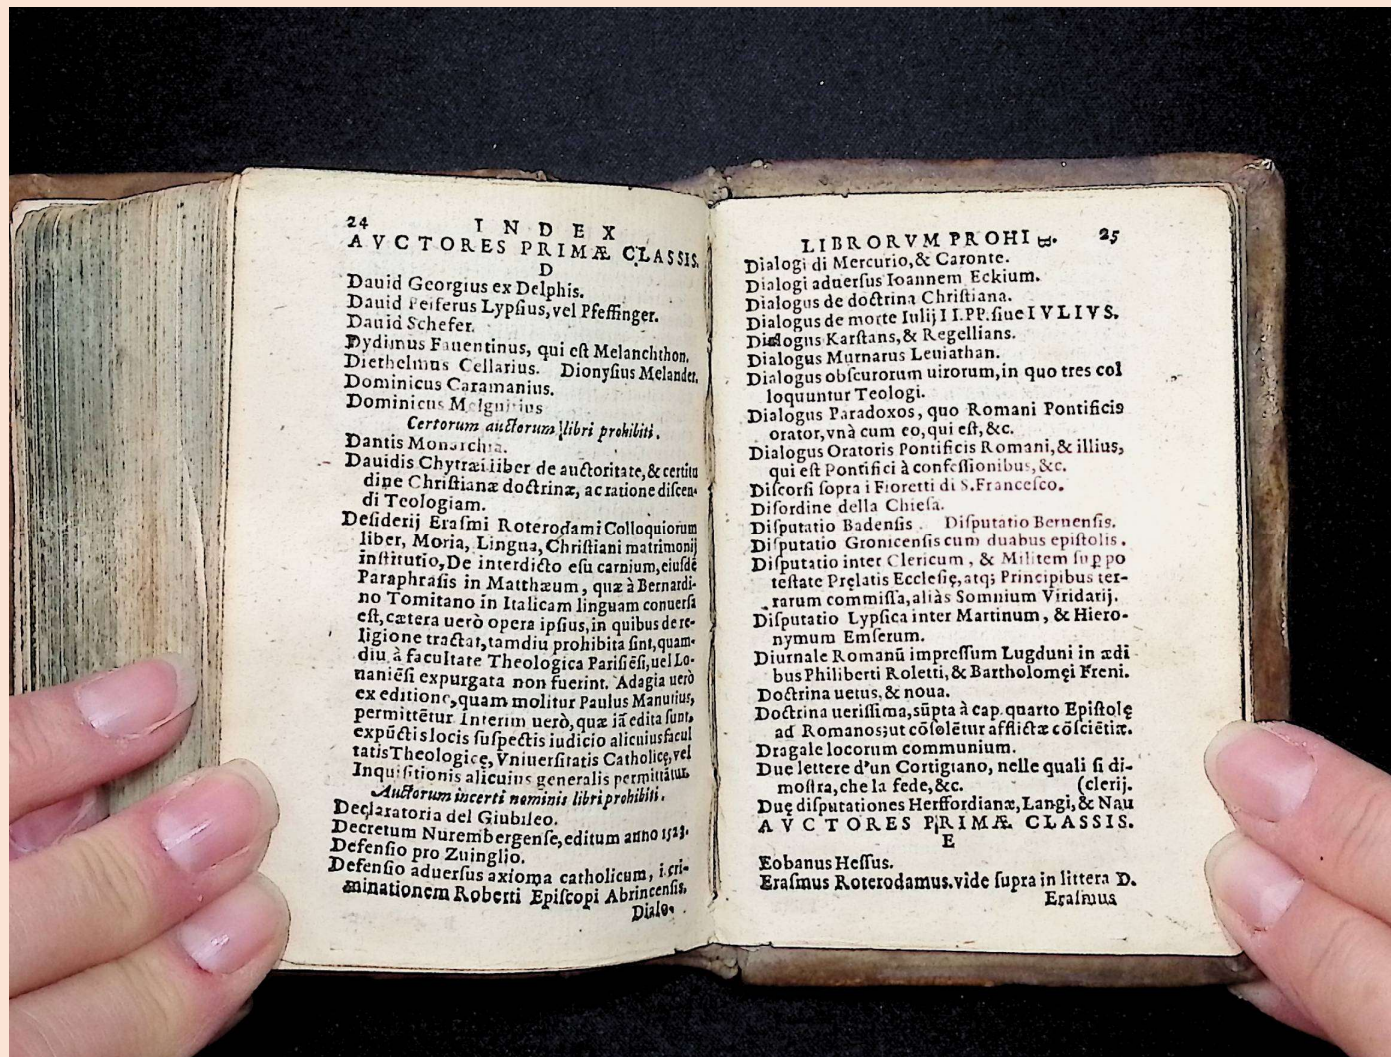 24 INDEX
AVCTORES PRIMÆ CLASSIS.
D
Dauid Georgius ex Delphis.
Dauid Peiferus Lypſius, vel Pfeffinger.
Dauid Schefer.
Dydimus Fauentinus, qui eſt Melanchthon.
Diethelmus Cellarius. Dionyſius Melander.
Dominicus Caramanius.
Dominicus
Certorum auctorum libri prohibiti.
Dantis Monarchia.
Dauidis Chytræi liber de auctoritate, & certitu
dine Chriſtianæ doctrinæ, ac ratione diſcen-
di Teologiam.
Deſiderij Eraſmi Roterodami Colloquiorum
liber, Moria, Lingua, Chriſtiani matrimonij
inſtitutio, De interdicto eſu carnium, eiuſdē
Paraphraſis in Matthæum, quæ à Bernardi-
no Tomitano in Italicam linguam conuerſa
eſt, cætera uerò opera ipſius, in quibus de re-
ligione tractat, tamdiu prohibita ſint, quam-
diu à facultate Theologica Pariſiēſi, uel Lo-
uaniēſi expurgata non fuerint. Adagia uerò
ex editione, quam molitur Paulus Manutius,
permittētur Interim uerò, quæ iā edita ſunt,
expūctis locis ſuſpectis iudicio alicuius facul
tatis Theologicę, Vniuerſitatis Catholicę, vel
Inquiſitionis alicuius generalis permittātur.
Auctorum incerti nominis libri prohibiti.
Declaratoria del Giubileo.
Decretum Nurembergenſe, editum anno 1523.
Defenſio pro Zuinglio.
Defenſio aduerſus axioma catholicum, i. cri-
minationem Roberti Epiſcopi Abrincenſis.
Dialo-
LIBRORVM PROHIB. 25
Dialogi di Mercurio, & Caronte.
Dialogi aduerſus Ioannem Eckium.
Dialogus de doctrina Chriſtiana.
Dialogus de morte Iulij II.PP. ſiue IVLIVS.
Dialogus Karſtans, & Regellians.
Dialogus Murnarus Leuiathan.
Dialogus obſcurorum uirorum, in quo tres col
loquuntur Teologi.
Dialogus Paradoxos, quo Romani Pontificis
orator, vnà cum eo, qui eſt, &c.
Dialogus Oratoris Pontificis Romani, & illius,
qui eſt Pontifici à confeſſionibus, &c.
Diſcorſi ſopra i Fioretti di S. Franceſco.
Diſordine della Chieſa.
Diſputatio Badenſis. Diſputatio Bernenſis.
Diſputatio Gronicenſis cum duabus epiſtolis.
Diſputatio inter Clericum, & Militem ſuꝑ po
teſtate Pręlatis Eccleſię, atq; Principibus ter-
rarum commiſſa, aliàs Somnium Viridarij.
Diſputatio Lypſica inter Martinum, & Hiero-
nymum Emſerum.
Diurnale Romanū impreſſum Lugduni in ædi
bus Philiberti Roletti, & Bartholomęi Freni.
Doctrina uetus, & noua.
Doctrina ueriſſima, sūpta à cap. quarto Epiſtolę
ad Romanos; ut cōſolētur afflictæ cōſciētiæ.
Dragale locorum communium.
Due lettere d'un Cortigiano, nelle quali ſi di-
moſtra, che la fede, &c. (clerij.
Duę diſputationes Herffordianæ, Langi, & Nau
AVCTORES PRIMÆ CLASSIS.
E
Eobanus Heſſus.
Eraſmus Roterodamus. vide ſupra in littera D.
Eraſmus